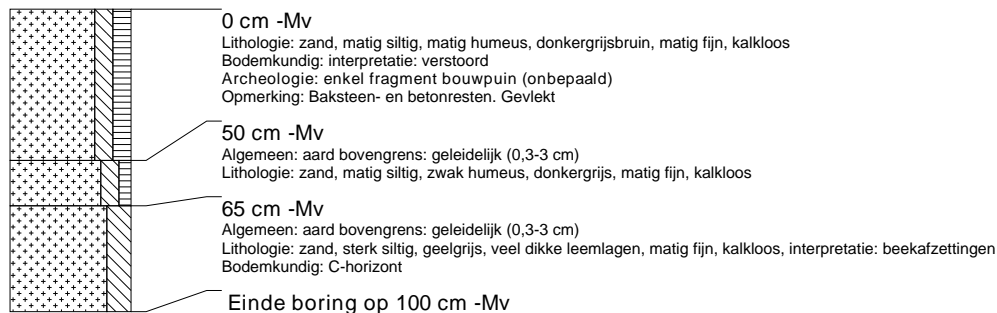 0 cm -Mv
Lithologie: zand, matig siltig, matig humeus, donkergrijsbruin, matig fijn, kalkloos
Bodemkundig: interpretatie: verstoord
Archeologie: enkel fragment bouwpuin (onbepaald)
Opmerking: Baksteen- en betonresten. Gevlekt
50 cm -Mv
Algemeen: aard bovengrens: geleidelijk (0,3-3 cm)
Lithologie: zand, matig siltig, zwak humeus, donkergrijs, matig fijn, kalkloos
65 cm -Mv
Algemeen: aard bovengrens: geleidelijk (0,3-3 cm)
Lithologie: zand, sterk siltig, geelgrijs, veel dikke leemlagen, matig fijn, kalkloos, interpretatie: beekafzettingen
Bodemkundig: C-horizont
Einde boring op 100 cm -Mv